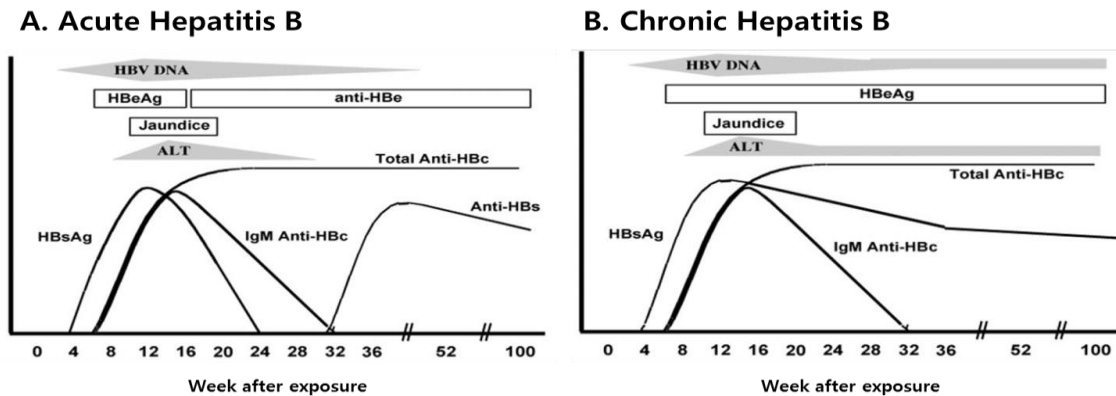 A. Acute Hepatitis B
HBV DNA
HBeAg
anti-HBe
Jaundice
ALT
Total Anti-HBc
Anti-HBs
HBsAg
IgM Anti-HBc
0 4 8 12 16 20 24 28 32 36 52 100
Week after exposure
B. Chronic Hepatitis B
HBV DNA
HBeAg
Jaundice
ALT
Total Anti-HBc
HBsAg
IgM Anti-HBc
0 4 8 12 16 20 24 28 32 36 52 100
Week after exposure